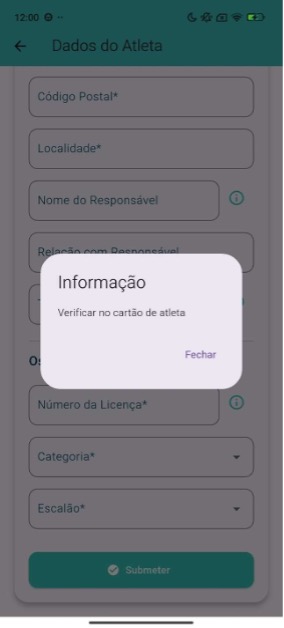 12:00
Dados do Atleta
Código Postal*
Localidade*
Nome do Responsável
Relação com Responsável
Informação
Verificar no cartão de atleta
Fechar
Número da Licença*
Categoria*
Escalão*
Submeter